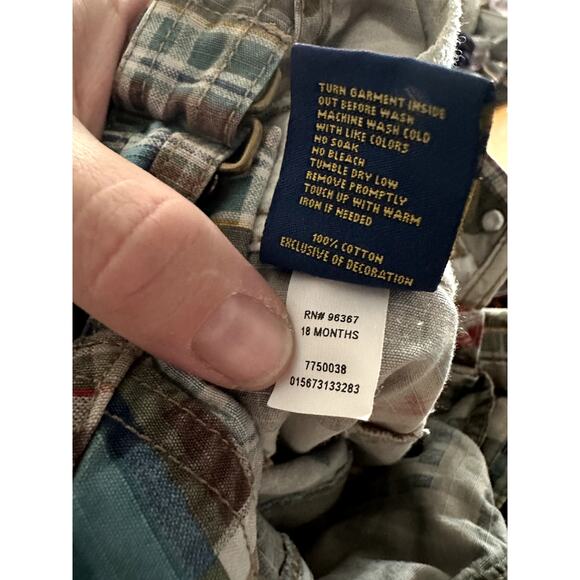 TURN GARMENT INSIDE
OUT BEFORE WASH
MACHINE WASH COLD
WITH LIKE COLORS
NO SOAK
NO BLEACH
TUMBLE DRY LOW
REMOVE PROMPTLY
TOUCH UP WITH WARM
IRON IF NEEDED
100% COTTON
EXCLUSIVE OF DECORATION
RN# 96367
18 MONTHS
7750038
015673133283